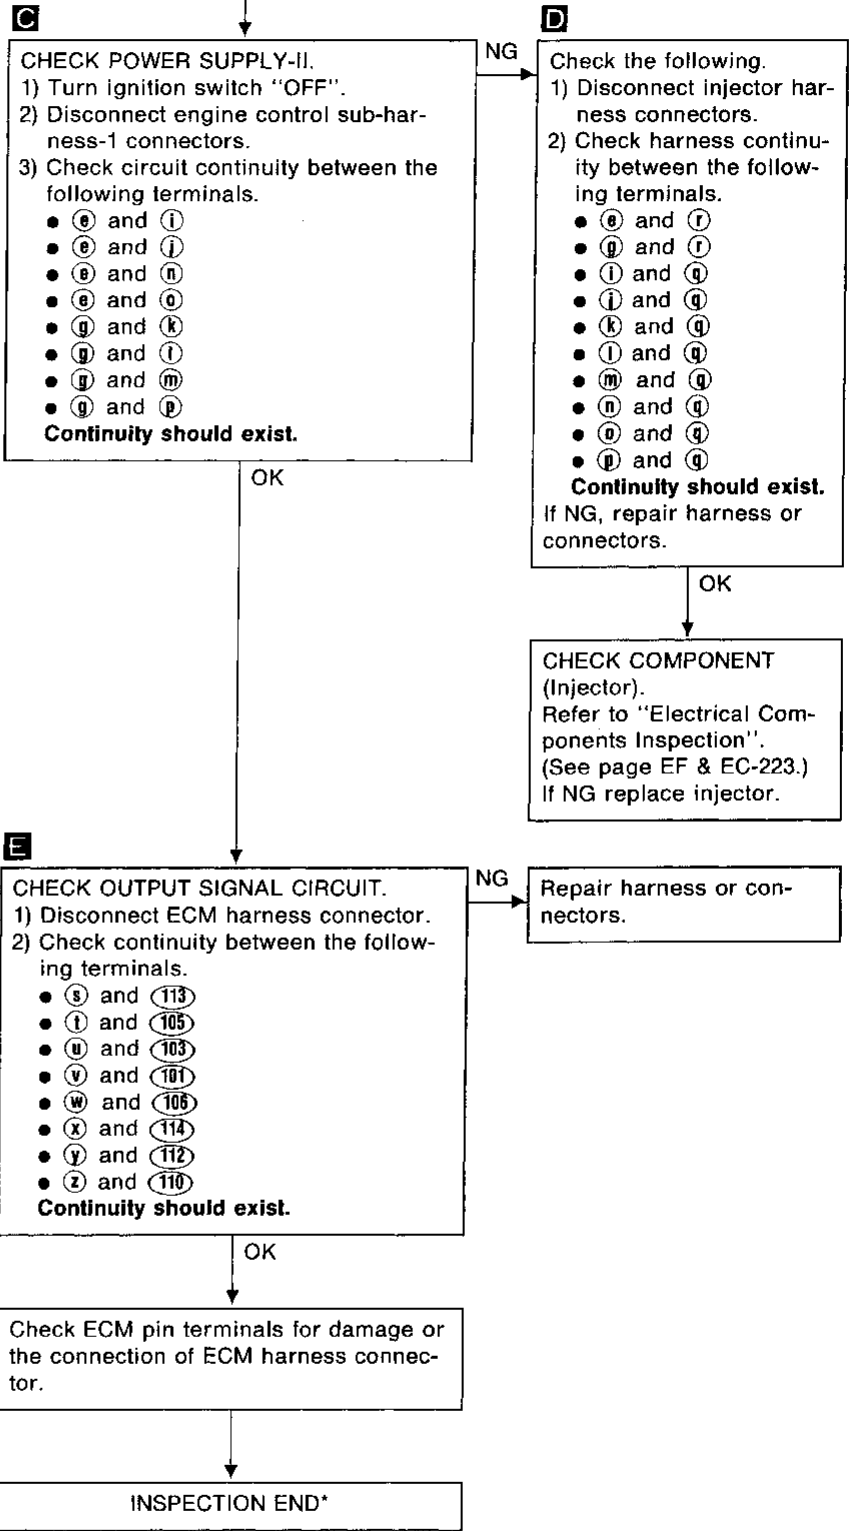 C
CHECK POWER SUPPLY-II.
1) Turn ignition switch "OFF".
2) Disconnect engine control sub-har-
ness-1 connectors.
3) Check circuit continuity between the
following terminals.
● ⓔ and ⓘ
● ⓔ and ⓙ
● ⓔ and ⓝ
● ⓔ and ⓞ
● ⓖ and ⓚ
● ⓖ and ⓛ
● ⓖ and ⓜ
● ⓖ and ⓟ
Continuity should exist.
NG
OK
D
Check the following.
1) Disconnect injector har-
ness connectors.
2) Check harness continu-
ity between the follow-
ing terminals.
● ⓔ and ⓡ
● ⓖ and ⓡ
● ⓘ and ⓠ
● ⓙ and ⓠ
● ⓚ and ⓠ
● ⓛ and ⓠ
● ⓜ and ⓠ
● ⓝ and ⓠ
● ⓞ and ⓠ
● ⓟ and ⓠ
Continuity should exist.
If NG, repair harness or
connectors.
OK
CHECK COMPONENT
(Injector).
Refer to "Electrical Com-
ponents Inspection".
(See page EF & EC-223.)
If NG replace injector.
E
CHECK OUTPUT SIGNAL CIRCUIT.
1) Disconnect ECM harness connector.
2) Check continuity between the follow-
ing terminals.
● ⓢ and 113
● ⓣ and 105
● ⓤ and 103
● ⓥ and 101
● ⓦ and 106
● ⓧ and 114
● ⓨ and 112
● ⓩ and 110
Continuity should exist.
NG
Repair harness or con-
nectors.
OK
Check ECM pin terminals for damage or
the connection of ECM harness connec-
tor.
INSPECTION END*